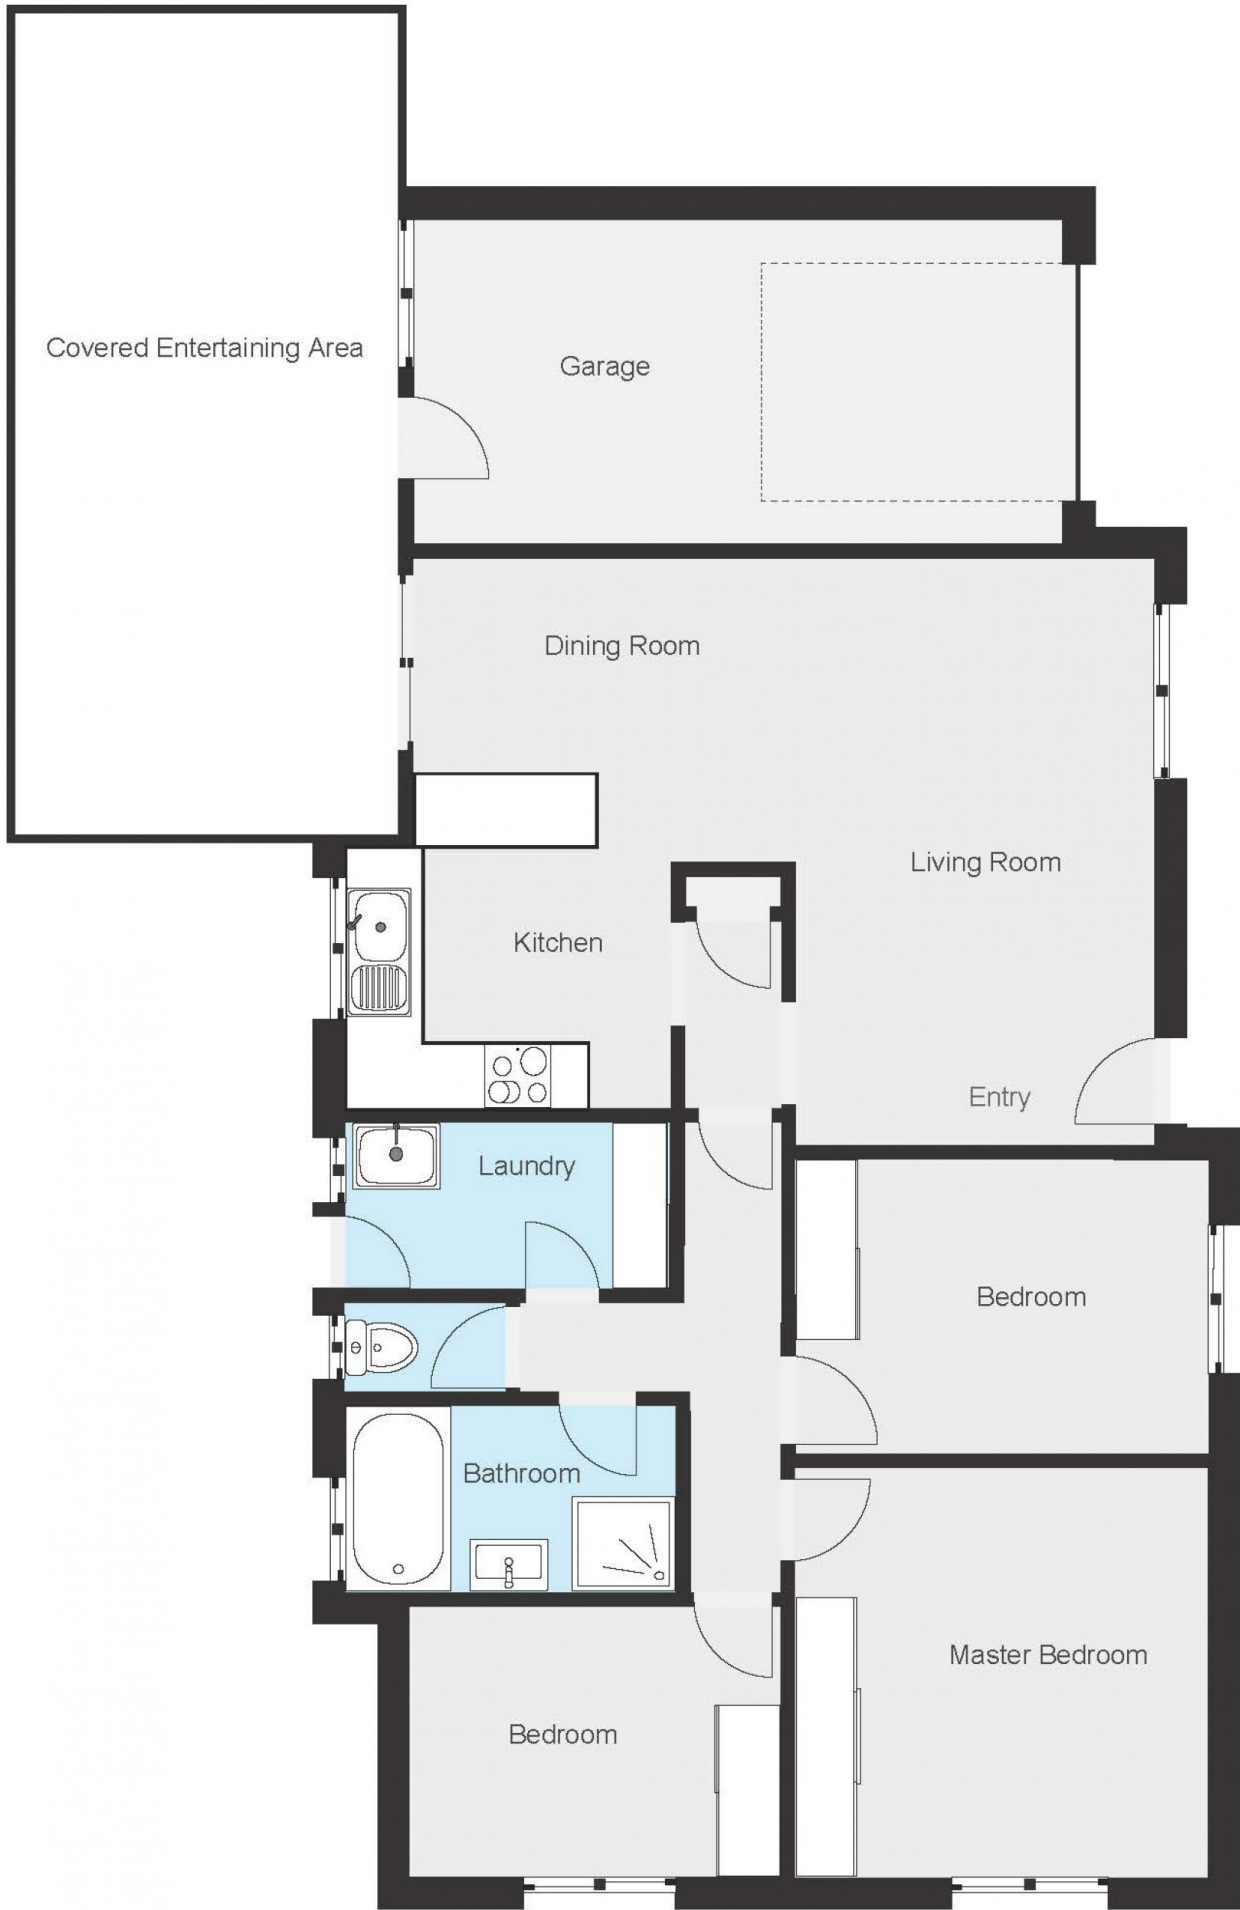 Covered Entertaining Area
Garage
Dining Room
Living Room
Kitchen
Entry
Laundry
Bedroom
Bathroom
Master Bedroom
Bedroom